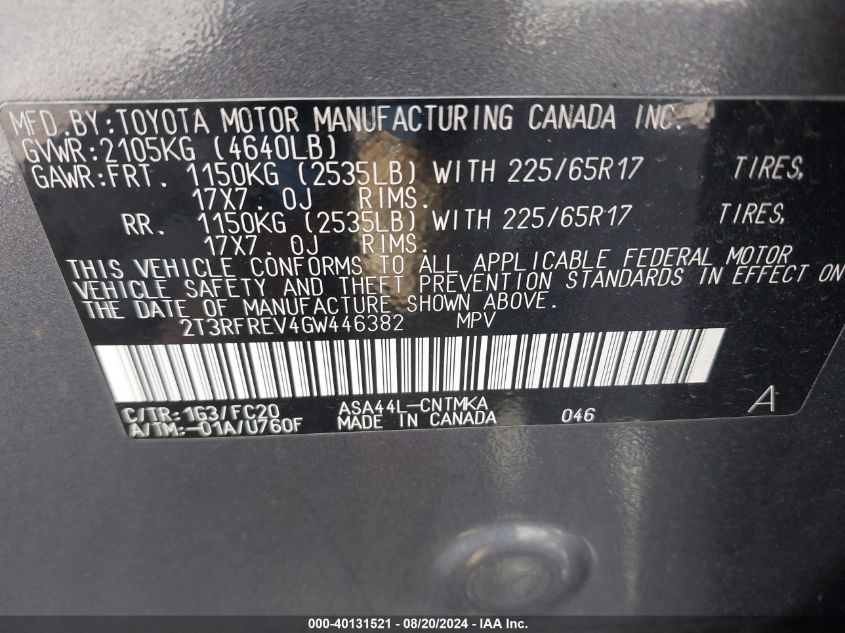 MFD.BY:TOYOTA MOTOR MANUFACTURING CANADA INC.
GVWR:2105KG (4640LB)
GAWR:FRT. 1150KG (2535LB) WITH 225/65R17 TIRES,
17X7. 0J RIMS.
RR. 1150KG (2535LB) WITH 225/65R17 TIRES,
17X7. 0J RIMS.
THIS VEHICLE CONFORMS TO ALL APPLICABLE FEDERAL MOTOR
VEHICLE SAFETY AND THEFT PREVENTION STANDARDS IN EFFECT ON
THE DATE OF MANUFACTURE SHOWN ABOVE.
2T3RFREV4GW446382 MPV
C/TR:1G3/FC20 ASA44L-CNTMKA
A/TM:-01A/U760F MADE IN CANADA 046 A
000-40131521 | 08/20/2024 | IAA Inc.